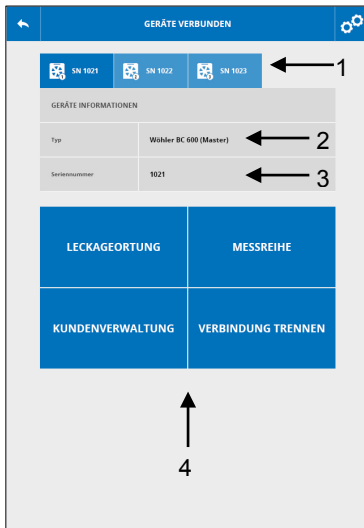 GERÄTE VERBUNDEN
SN 1021 SN 1022 SN 1023 1
GERÄTE INFORMATIONEN
Typ Wöhler BC 600 (Master) 2
Seriennummer 1021 3
LECKAGEORTUNG MESSREIHE
KUNDENVERWALTUNG VERBINDUNG TRENNEN
4